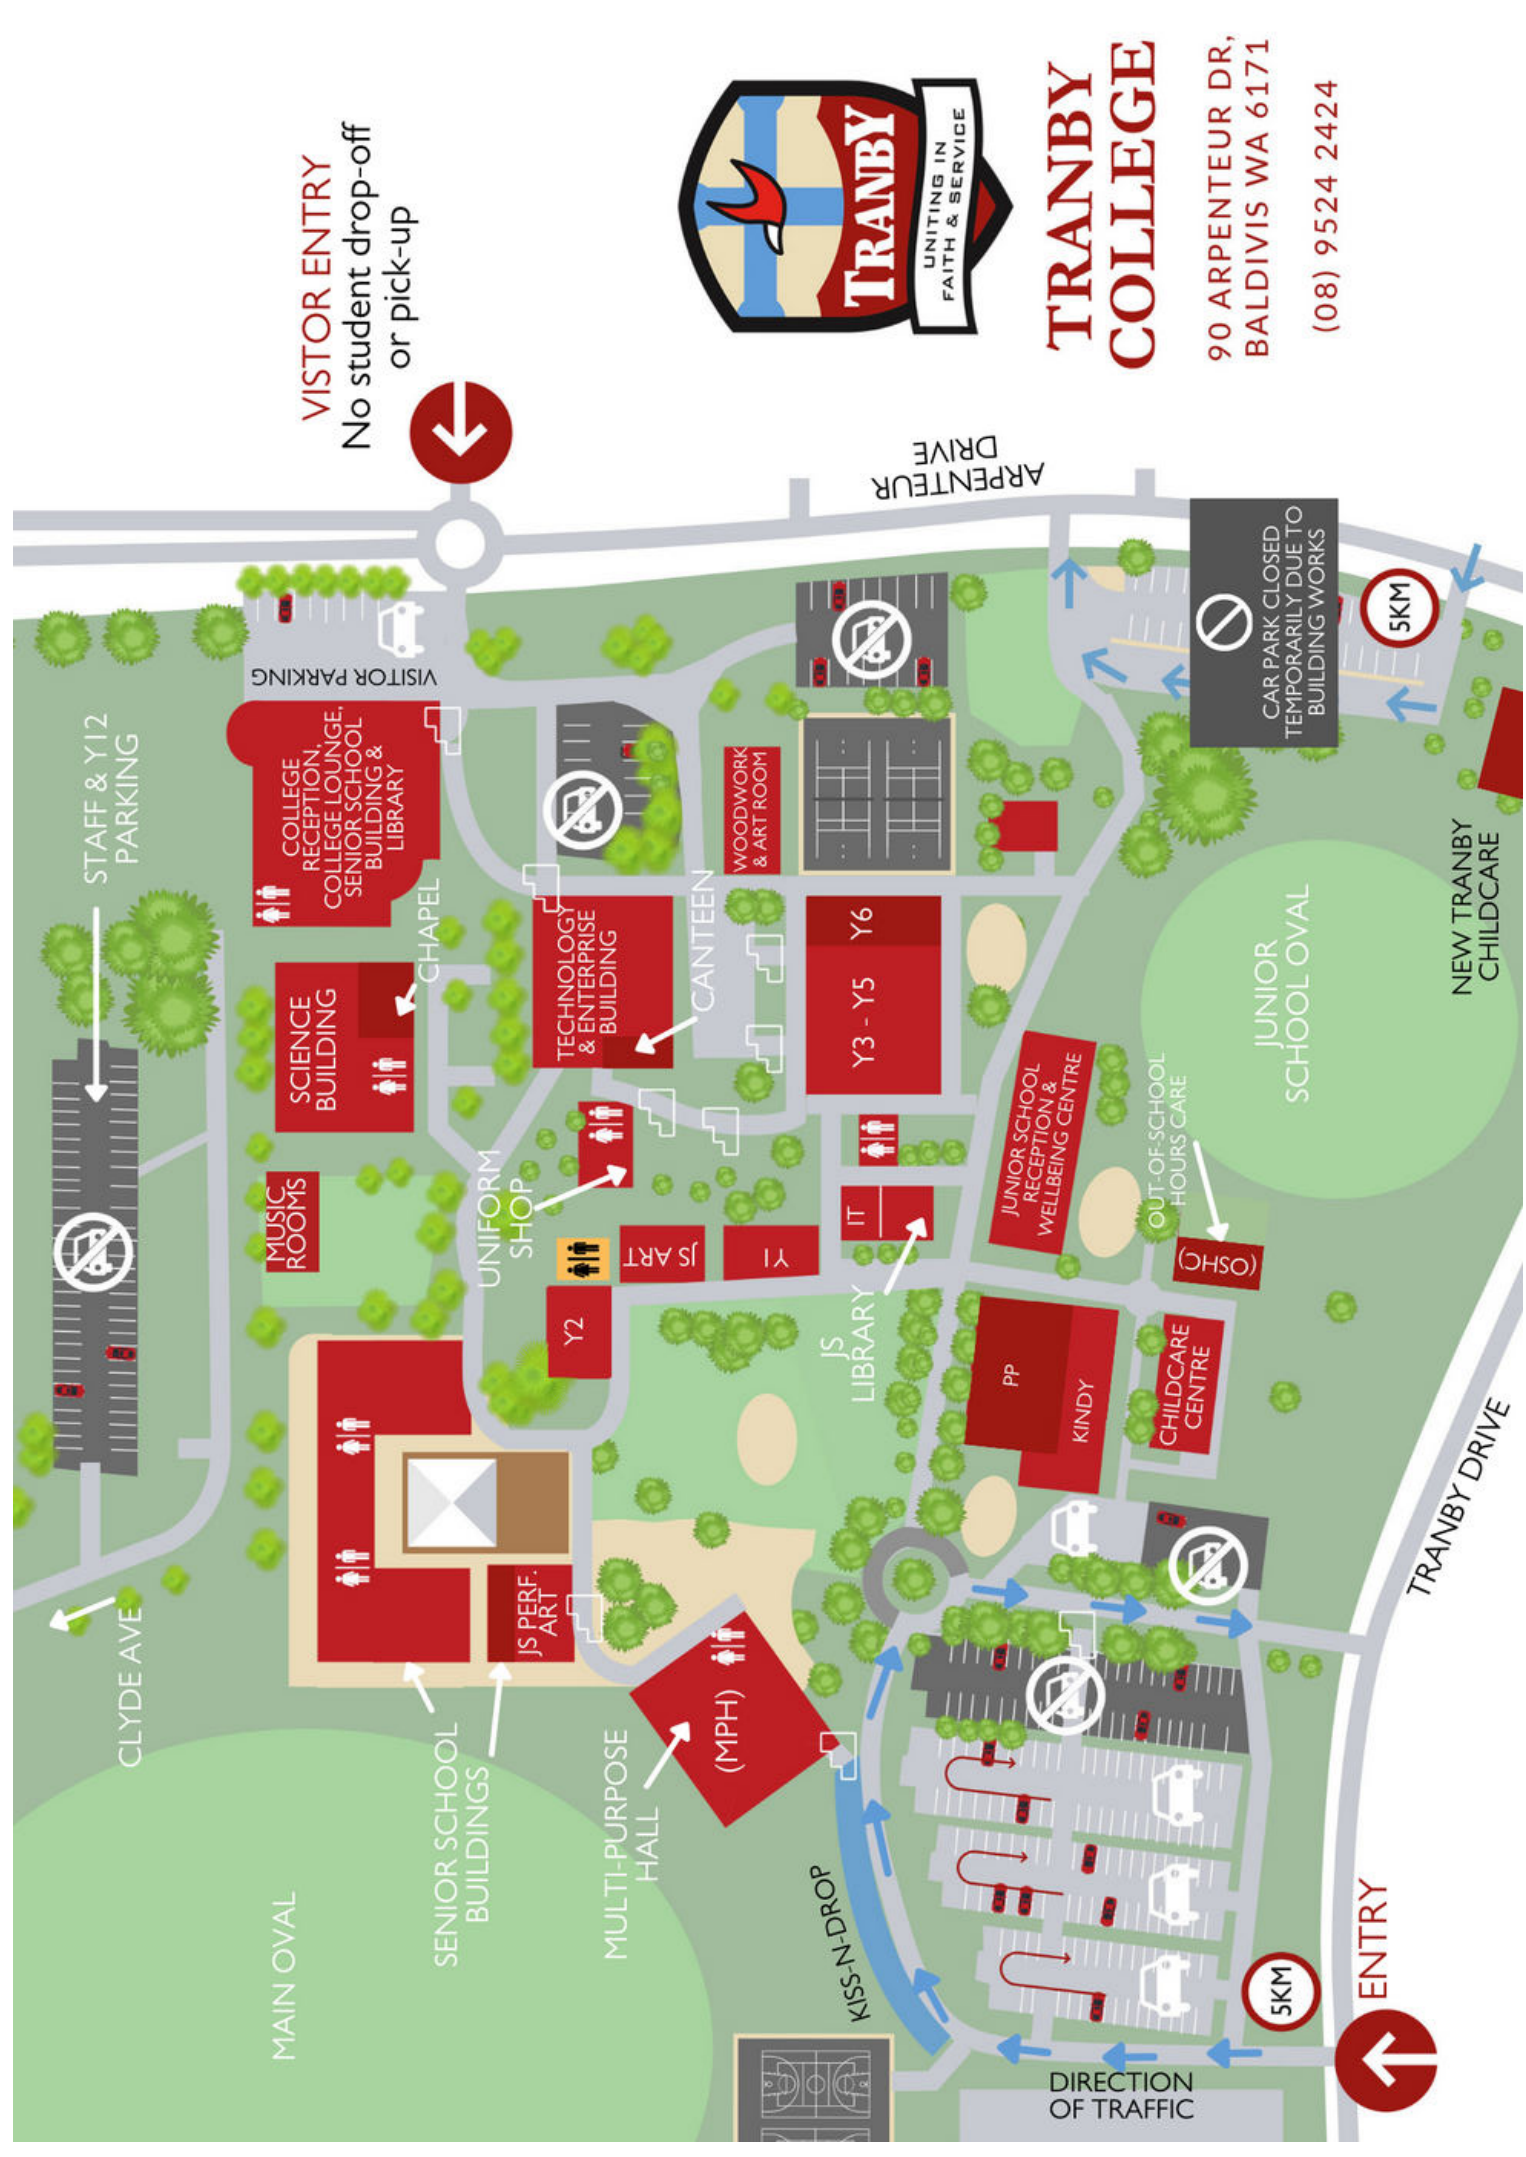 VISITOR ENTRY
No student drop-off
or pick-up
TRANBY
UNITING IN
FAITH & SERVICE
TRANBY
COLLEGE
90 ARPENTEUR DR,
BALDIVIS WA 6171
(08) 9524 2424
ARPENTEUR
DRIVE
STAFF & Y12
PARKING
VISITOR PARKING
COLLEGE
RECEPTION,
COLLEGE LOUNGE,
SENIOR SCHOOL
BUILDING &
LIBRARY
CHAPEL
SCIENCE
BUILDING
MUSIC
ROOMS
TECHNOLOGY
& ENTERPRISE
BUILDING
CANTEEN
WOODWORK
& ART ROOM
Y3 - Y5
Y6
CAR PARK CLOSED
TEMPORARILY DUE TO
BUILDING WORKS
5KM
NEW TRANBY
CHILDCARE
JUNIOR
SCHOOL OVAL
JUNIOR SCHOOL
RECEPTION &
WELLBEING CENTRE
OUT-OF-SCHOOL
HOURS CARE
(OSHC)
UNIFORM
SHOP
JS ART
Y1
Y2
IT
JS
LIBRARY
PP
KINDY
CHILDCARE
CENTRE
TRANBY DRIVE
CLYDE AVE
JS PERF.
ART
SENIOR SCHOOL
BUILDINGS
MULTI-PURPOSE
HALL
(MPH)
MAIN OVAL
KISS-N-DROP
DIRECTION
OF TRAFFIC
5KM
ENTRY